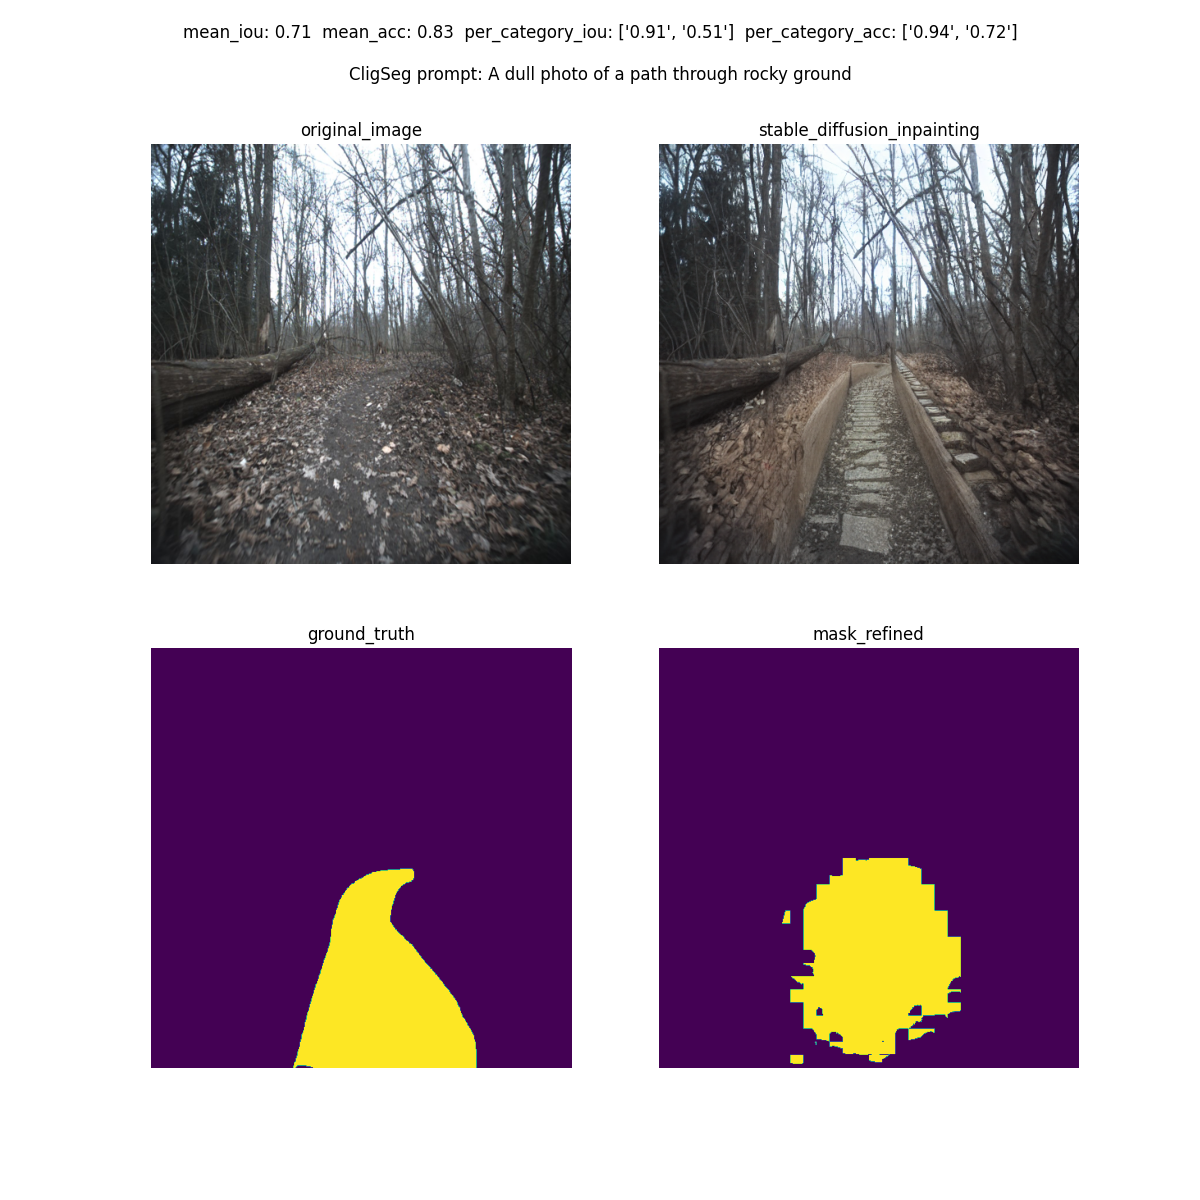 mean_iou: 0.71  mean_acc: 0.83  per_category_iou: ['0.91', '0.51']  per_category_acc: ['0.94', '0.72']
CligSeg prompt: A dull photo of a path through rocky ground
original_image
stable_diffusion_inpainting
ground_truth
mask_refined